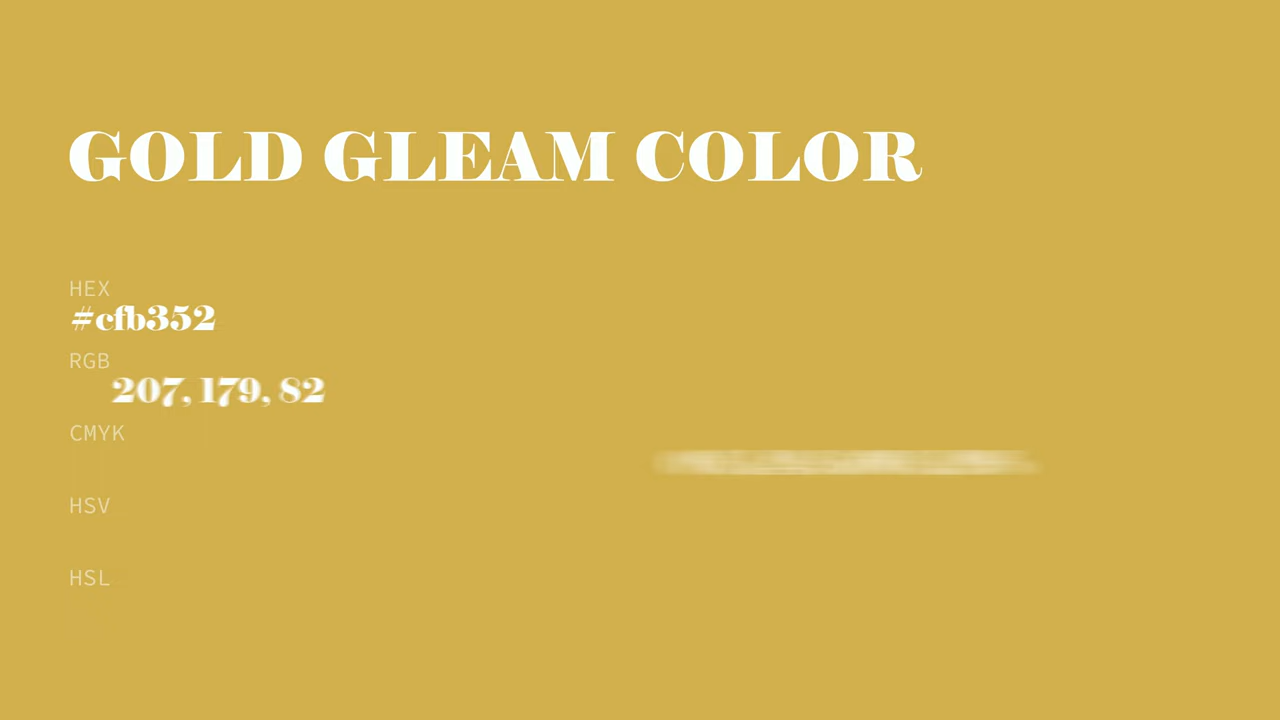 GOLD GLEAM COLOR
HEX
#cfb352
RGB
207, 179, 82
CMYK
HSV
HSL